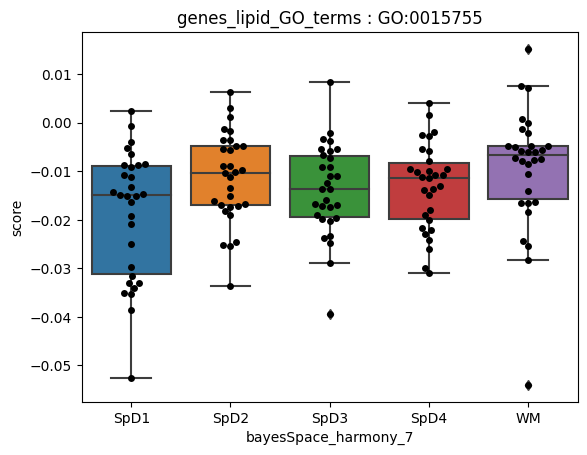 genes_lipid_GO_terms : GO:0015755
0.01
0.00
−0.01
−0.02
−0.03
−0.04
−0.05
score
SpD1 SpD2 SpD3 SpD4 WM
bayesSpace_harmony_7